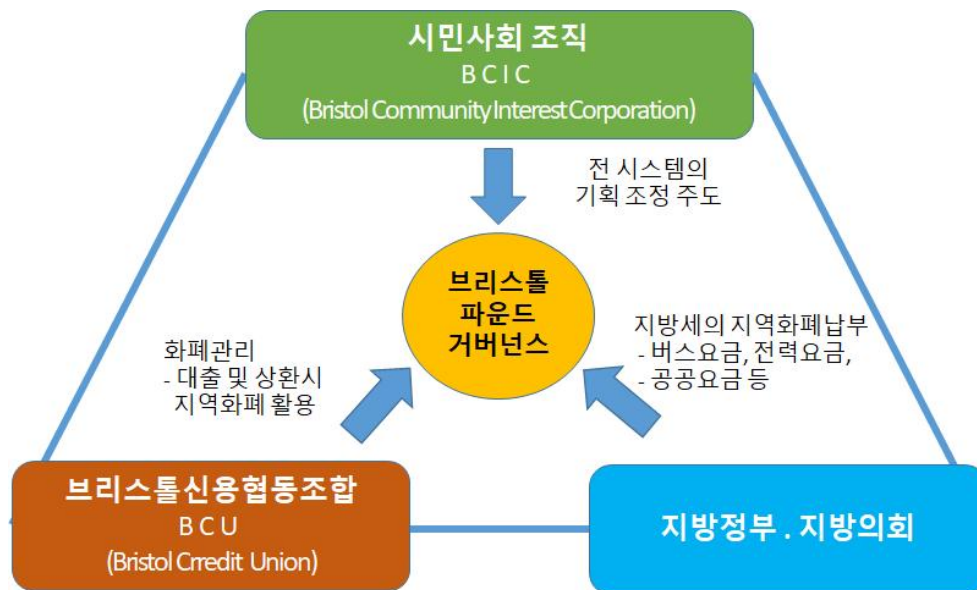 시민사회 조직
B C I C
(Bristol Community Interest Corporation)
전 시스템의
기획 조정 주도
브리스톨
파운드
거버넌스
화폐관리
- 대출 및 상환시
지역화폐 활용
지방세의 지역화폐납부
- 버스요금, 전력요금,
- 공공요금 등
브리스톨신용협동조합
B C U
(Bristol Crredit Union)
지방정부 . 지방의회